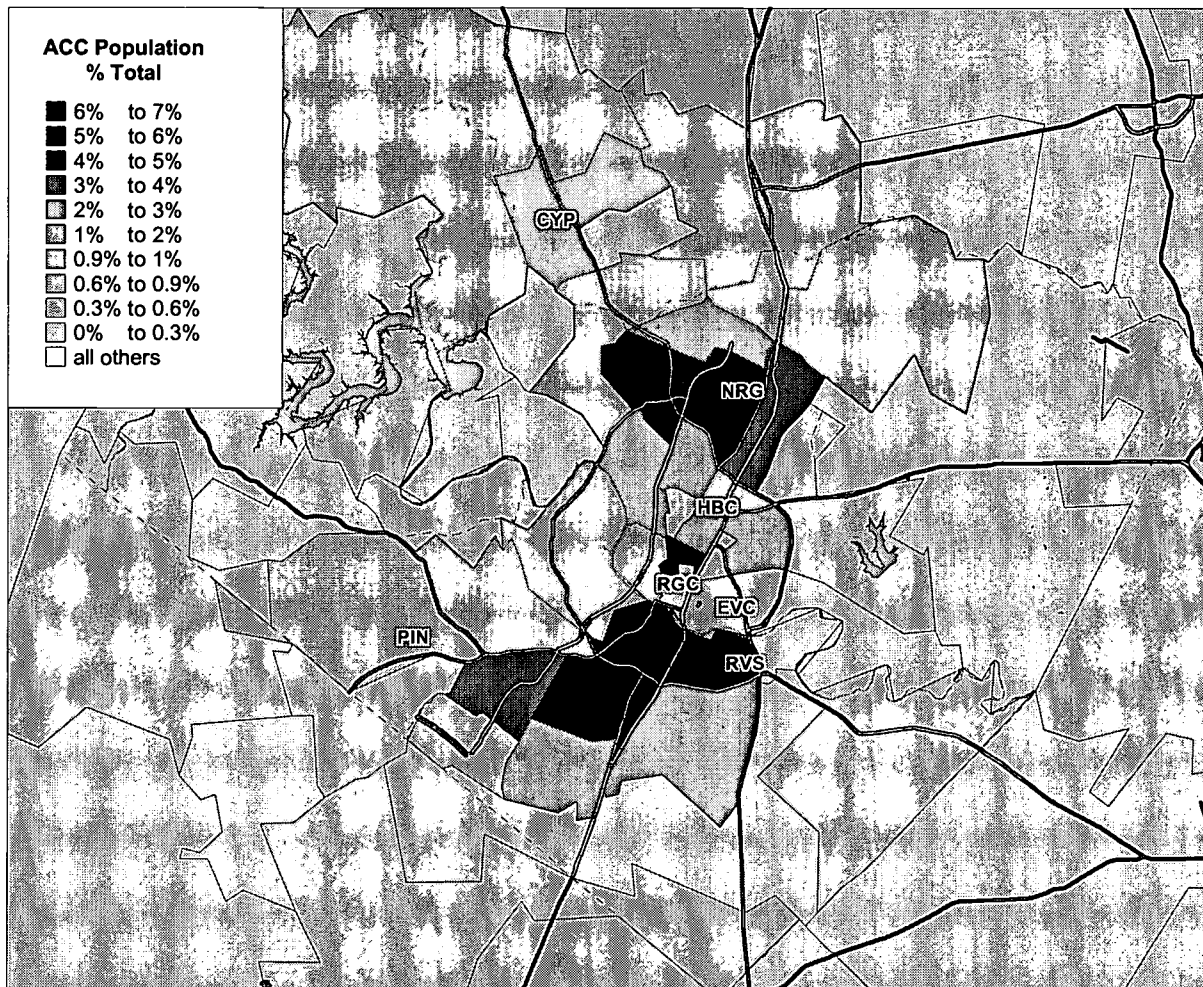 ACC Population
% Total
6% to 7%
5% to 6%
4% to 5%
3% to 4%
2% to 3%
1% to 2%
0.9% to 1%
0.6% to 0.9%
0.3% to 0.6%
0% to 0.3%
all others
CYP
NRG
HBC
RGC
EVC
PIN
RVS